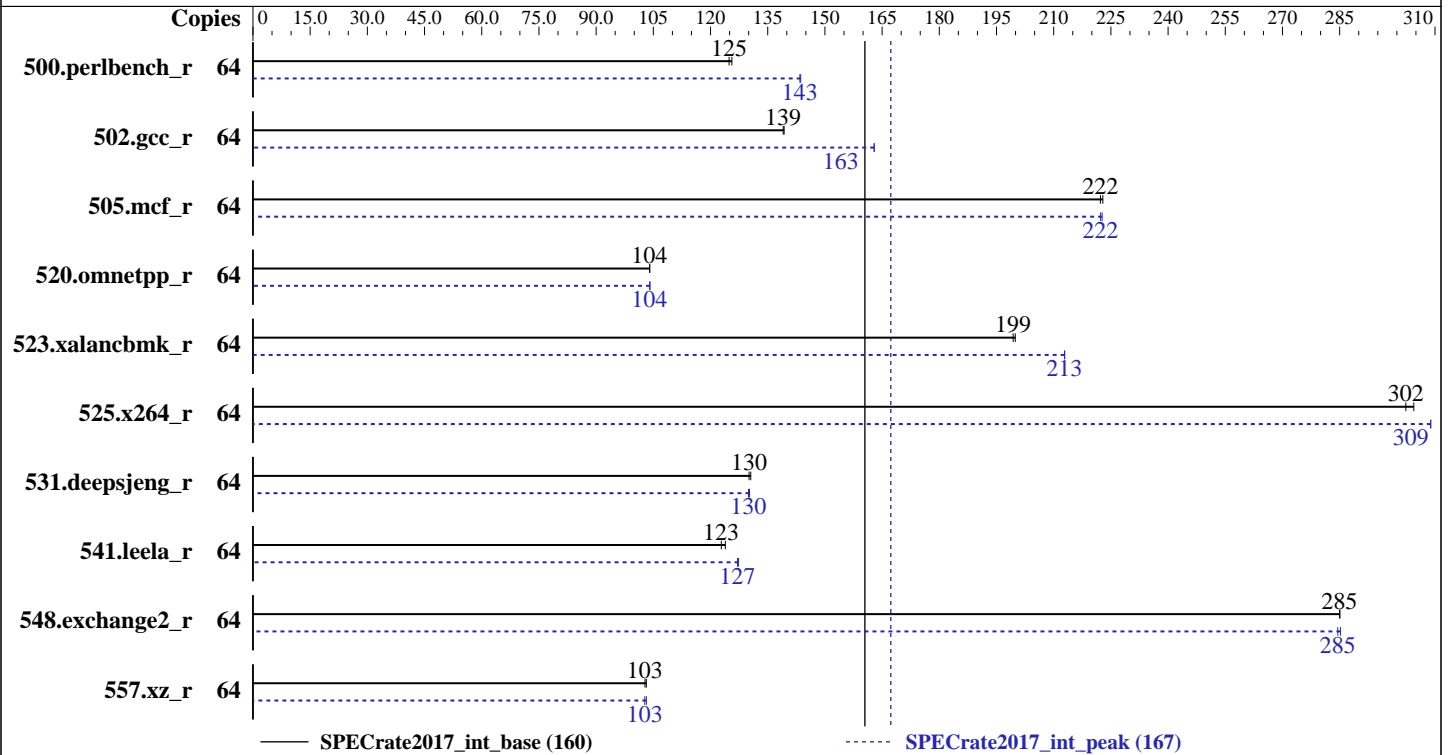 Copies 0 15.0 30.0 45.0 60.0 75.0 90.0 105 120 135 150 165 180 195 210 225 240 255 270 285 310
500.perlbench_r 64 125
143
502.gcc_r 64 139
163
505.mcf_r 64 222
222
520.omnetpp_r 64 104
104
523.xalancbmk_r 64 199
213
525.x264_r 64 302
309
531.deepsjeng_r 64 130
130
541.leela_r 64 123
127
548.exchange2_r 64 285
285
557.xz_r 64 103
103
SPECrate2017_int_base (160) SPECrate2017_int_peak (167)